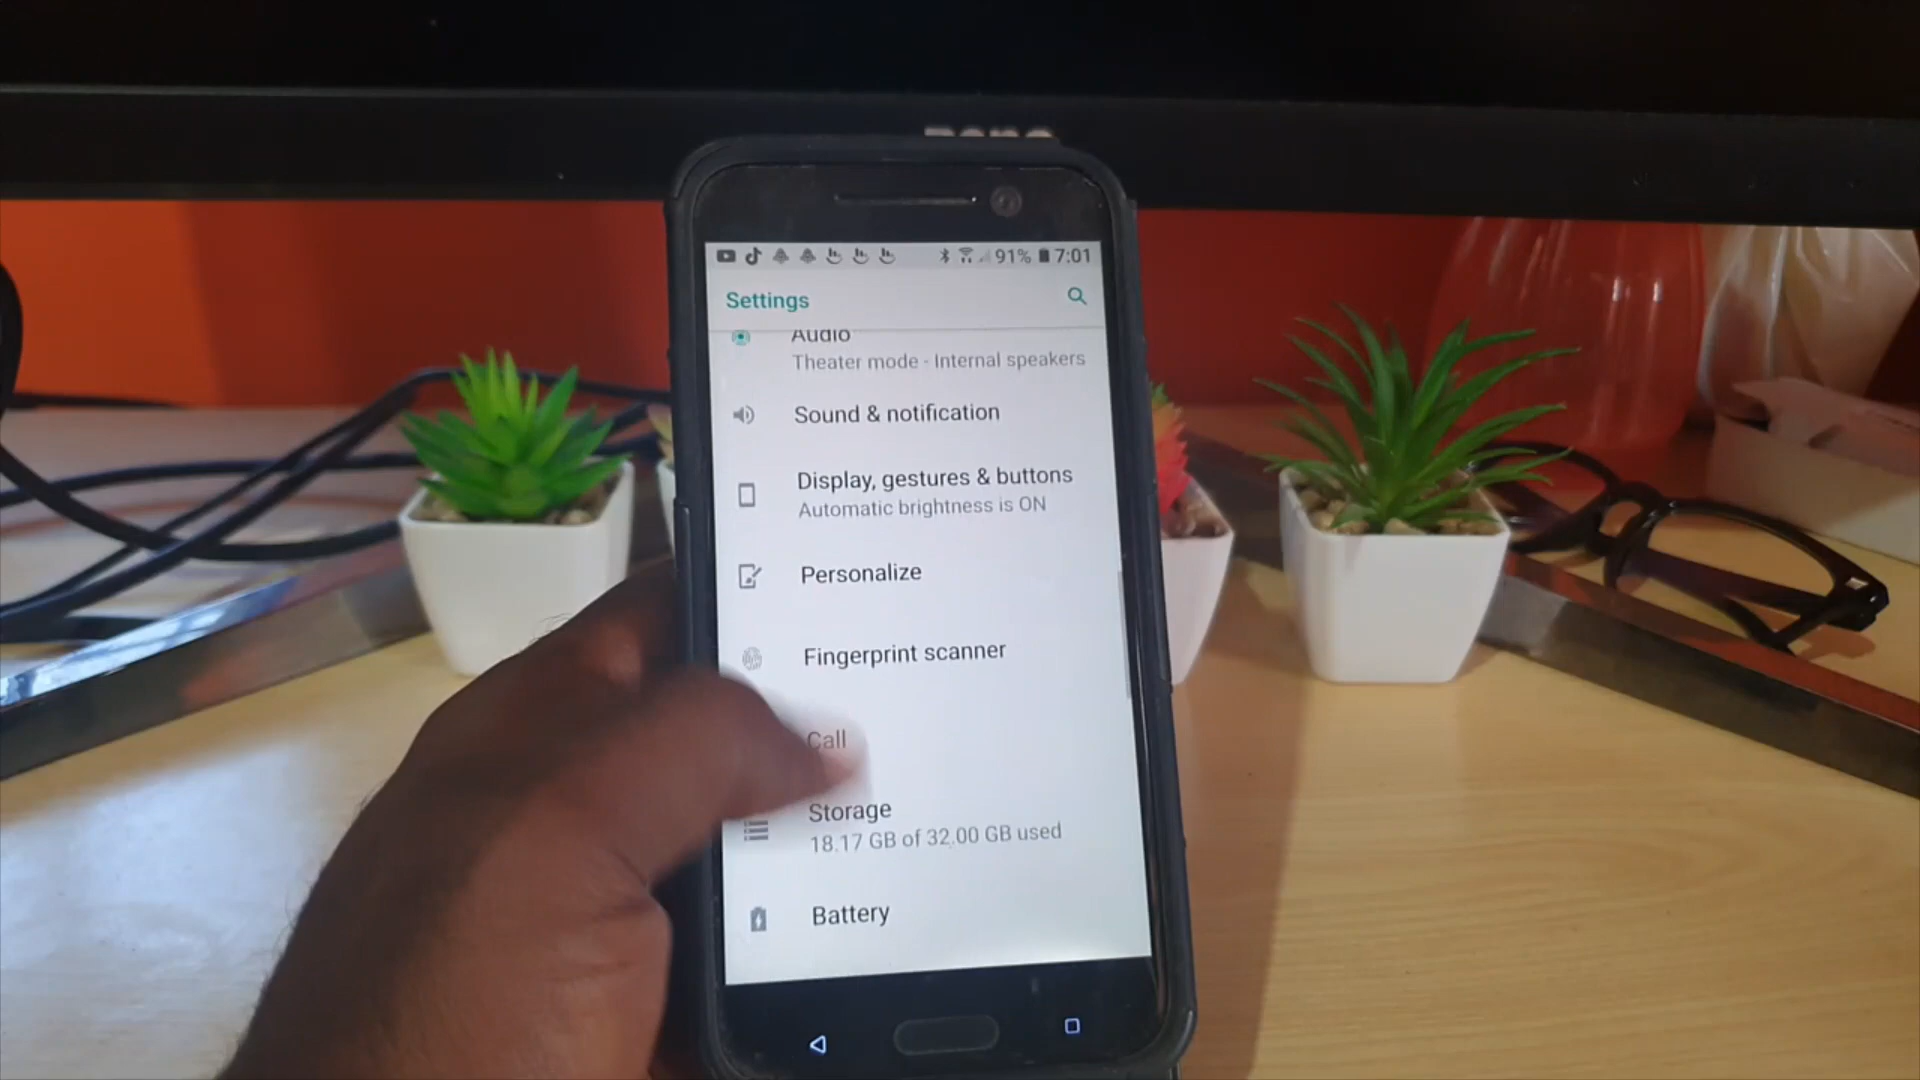 91% 7:01
Settings
Audio
Theater mode - Internal speakers
Sound & notification
Display, gestures & buttons
Automatic brightness is ON
Personalize
Fingerprint scanner
Call
Storage
18.17 GB of 32.00 GB used
Battery